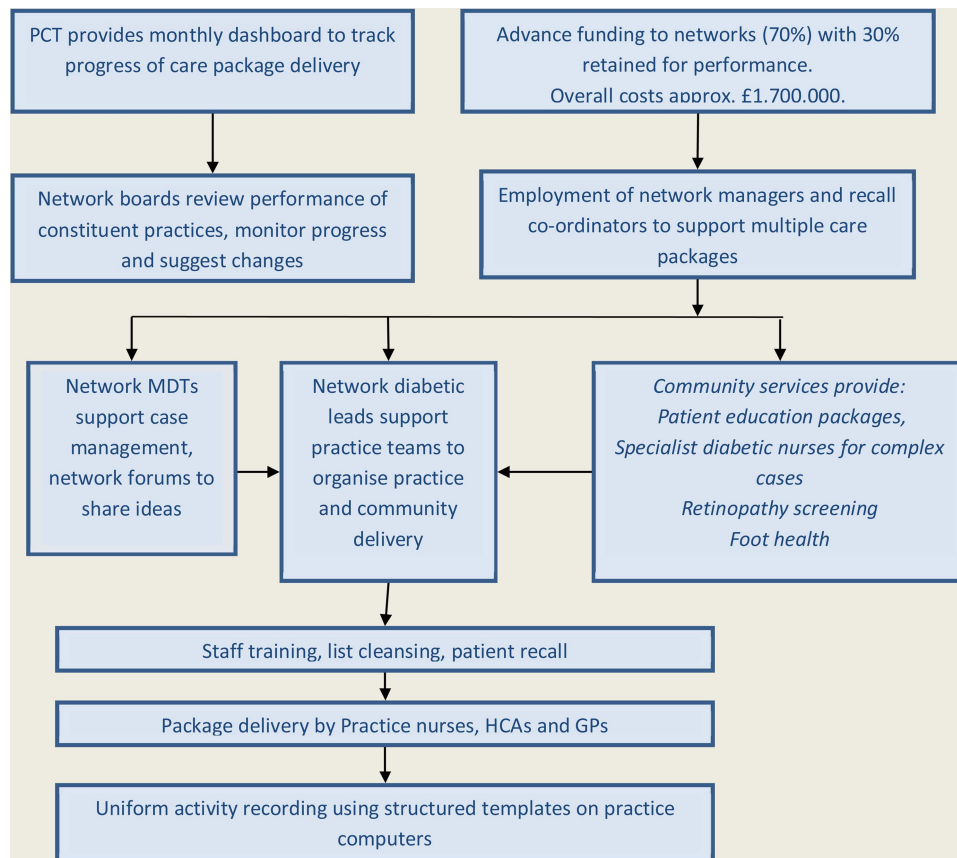 PCT provides monthly dashboard to track
progress of care package delivery
Advance funding to networks (70%) with 30%
retained for performance.
Overall costs approx. £1.700.000.
Network boards review performance of
constituent practices, monitor progress
and suggest changes
Employment of network managers and recall
co-ordinators to support multiple care
packages
Network MDTs
support case
management,
network forums to
share ideas
Network diabetic
leads support
practice teams to
organise practice
and community
delivery
Community services provide:
Patient education packages,
Specialist diabetic nurses for complex
cases
Retinopathy screening
Foot health
Staff training, list cleansing, patient recall
Package delivery by Practice nurses, HCAs and GPs
Uniform activity recording using structured templates on practice
computers